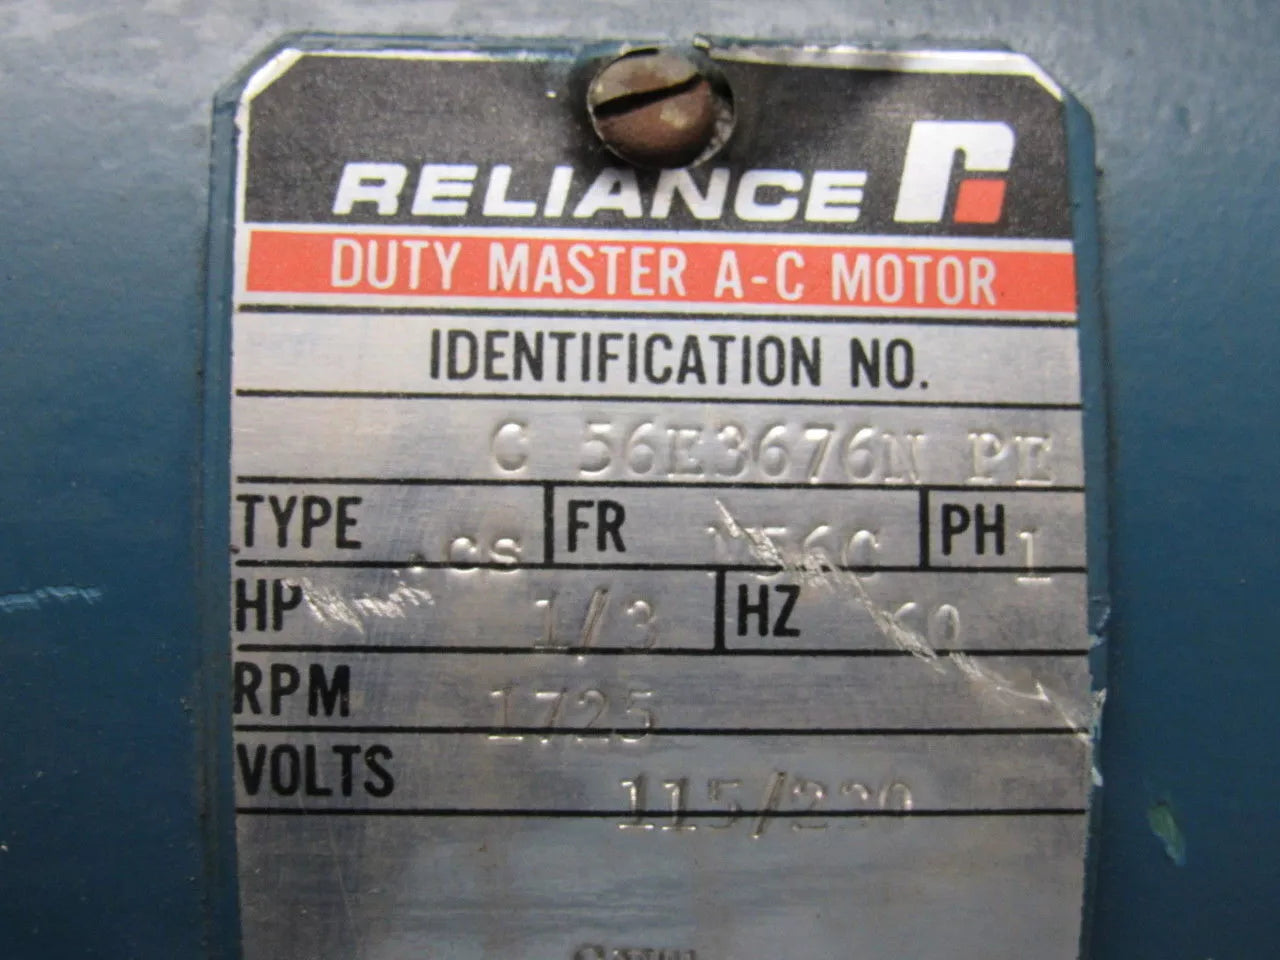 RELIANCE
DUTY MASTER A-C MOTOR
IDENTIFICATION NO.
C 56E3676N PE
TYPE CS FR 56C PH 1
HP 1/3 HZ 60
RPM 1725
VOLTS 115/230